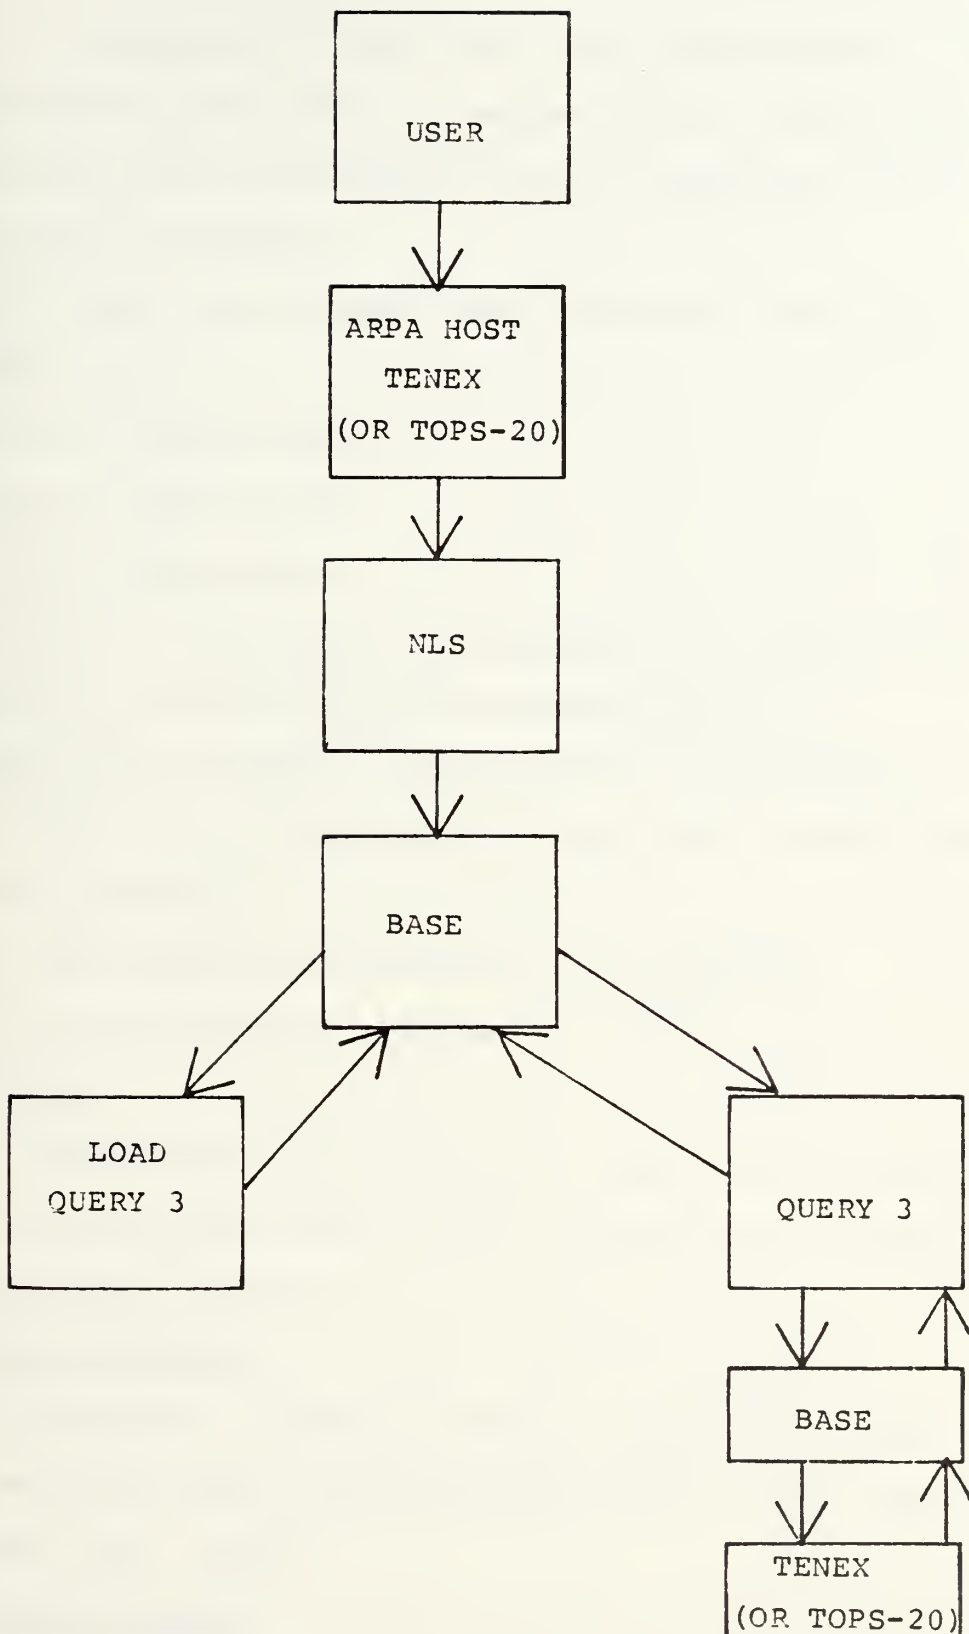 USER
ARPA HOST
TENEX
(OR TOPS-20)
NLS
BASE
LOAD
QUERY 3
QUERY 3
BASE
TENEX
(OR TOPS-20)